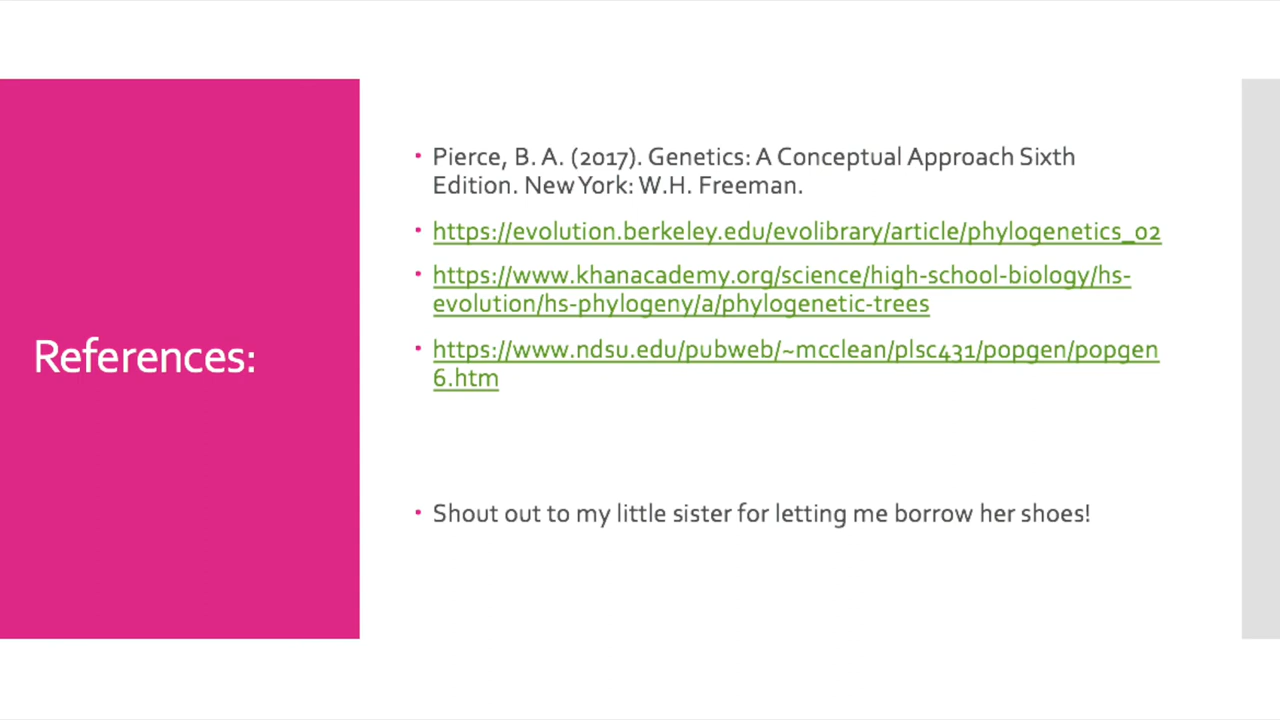 References:
Pierce, B. A. (2017). Genetics: A Conceptual Approach Sixth
Edition. New York: W.H. Freeman.
https://evolution.berkeley.edu/evolibrary/article/phylogenetics_02
https://www.khanacademy.org/science/high-school-biology/hs-
evolution/hs-phylogeny/a/phylogenetic-trees
https://www.ndsu.edu/pubweb/~mcclean/plsc431/popgen/popgen
6.htm
Shout out to my little sister for letting me borrow her shoes!